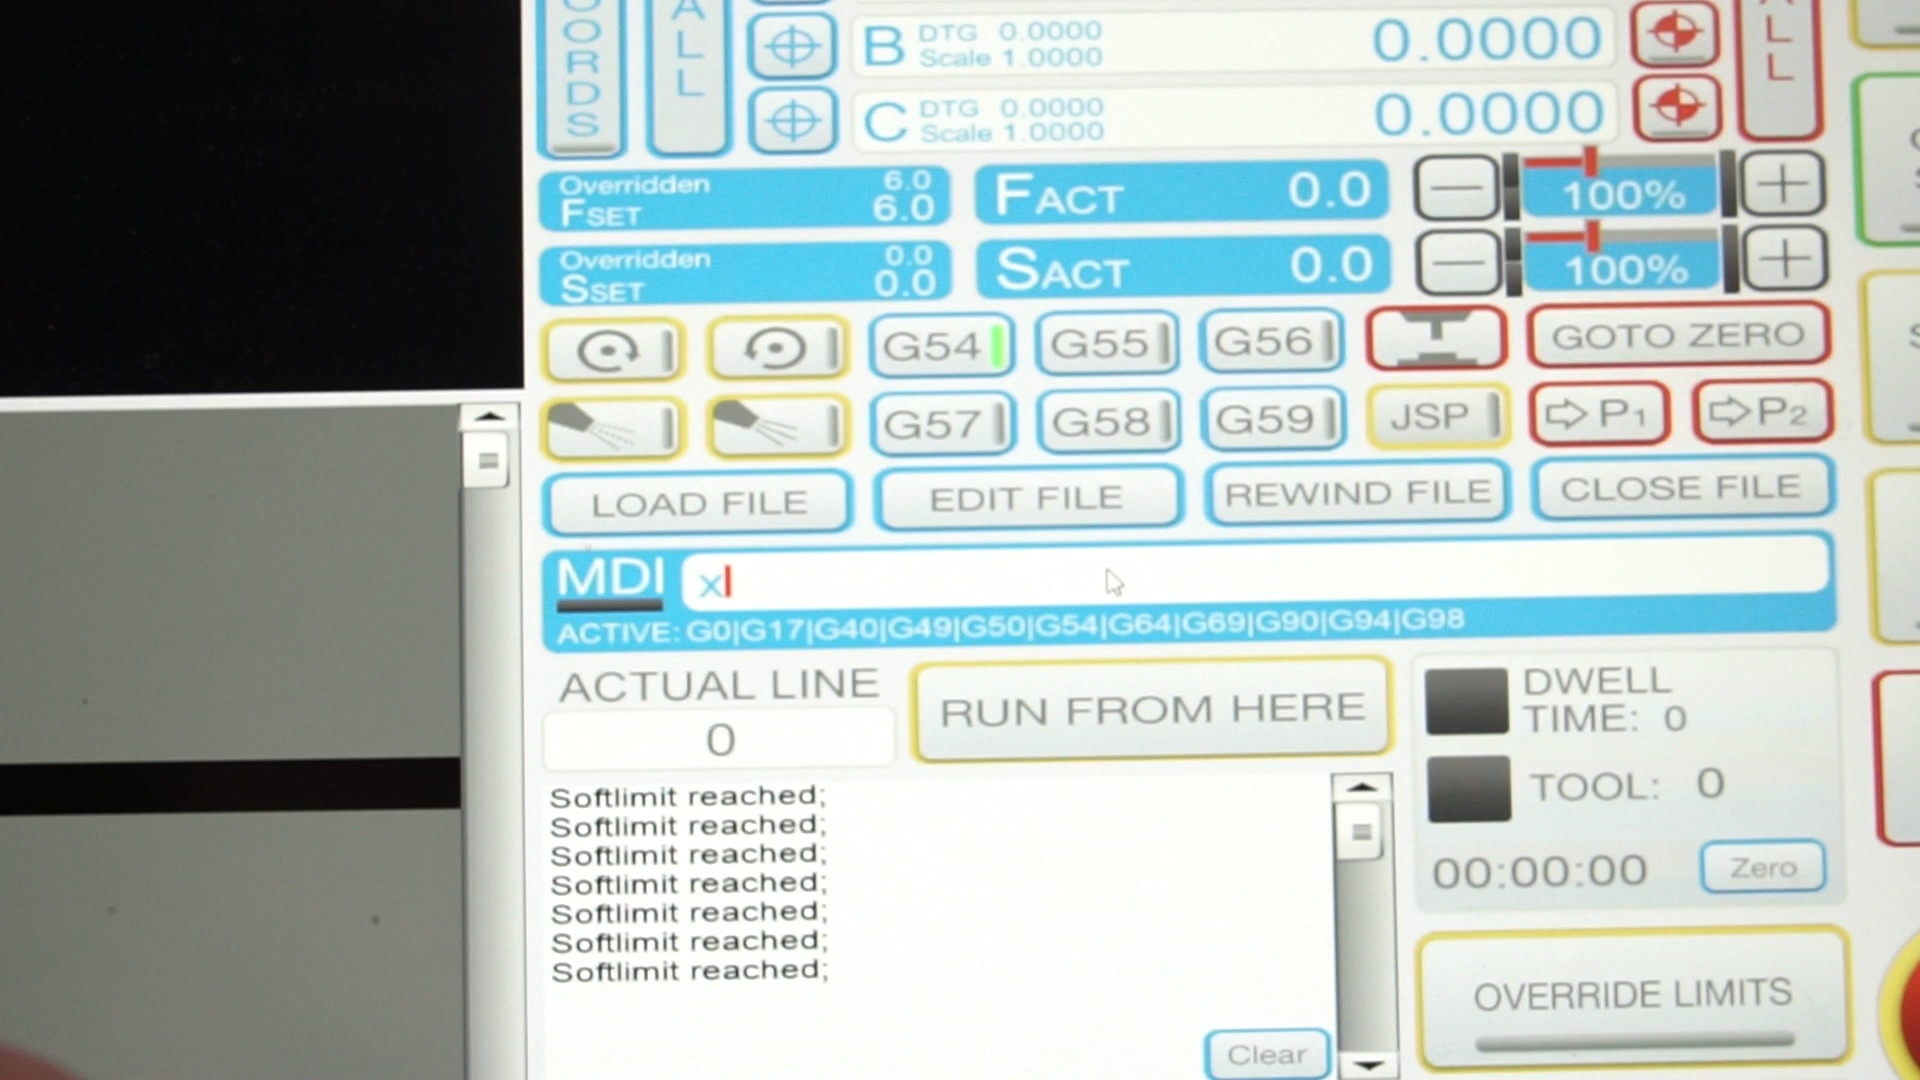 O
R
D
S
A
L
L
B DTG 0.0000 0.0000
Scale 1.0000
C DTG 0.0000 0.0000
Scale 1.0000
L
L
Overridden 6.0
FSET 6.0
FACT 0.0
100%
Overridden 0.0
SSET 0.0
SACT 0.0
100%
G54 G55 G56 GOTO ZERO
G57 G58 G59 JSP P1 P2
LOAD FILE EDIT FILE REWIND FILE CLOSE FILE
MDI x
ACTIVE: G0|G17|G40|G49|G50|G54|G64|G69|G90|G94|G98
ACTUAL LINE
0
RUN FROM HERE
DWELL
TIME: 0
TOOL: 0
00:00:00 Zero
Softlimit reached;
Softlimit reached;
Softlimit reached;
Softlimit reached;
Softlimit reached;
Softlimit reached;
Softlimit reached;
Clear
OVERRIDE LIMITS